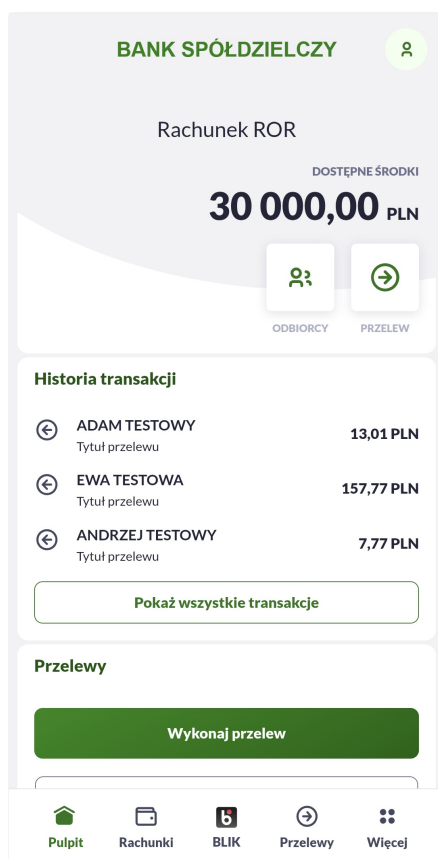 BANK SPÓŁDZIELCZY
Rachunek ROR
DOSTĘPNE ŚRODKI
30 000,00 PLN
ODBIORCY PRZELEW
Historia transakcji
ADAM TESTOWY
Tytuł przelewu
13,01 PLN
EWA TESTOWA
Tytuł przelewu
157,77 PLN
ANDRZEJ TESTOWY
Tytuł przelewu
7,77 PLN
Pokaż wszystkie transakcje
Przelewy
Wykonaj przelew
Pulpit Rachunki BLIK Przelewy Więcej